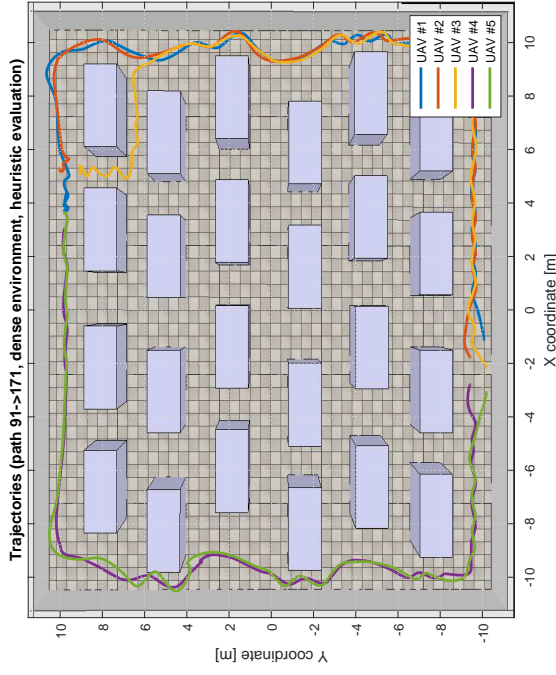 Trajectories (path 91->171, dense environment, heuristic evaluation)
UAV #1
UAV #2
UAV #3
UAV #4
UAV #5
Y coordinate [m]
10
8
6
4
2
0
-2
-4
-6
-8
-10
-10
-8
-6
-4
-2
0
2
4
6
8
10
X coordinate [m]